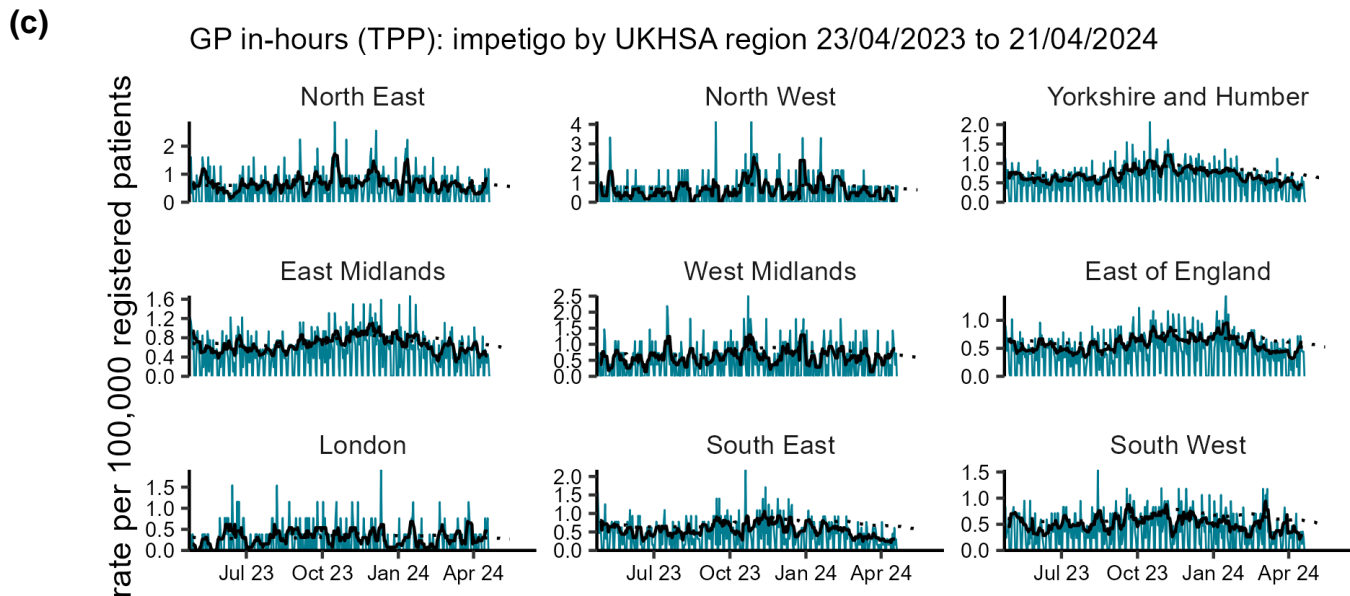 (c)
GP in-hours (TPP): impetigo by UKHSA region 23/04/2023 to 21/04/2024
rate per 100,000 registered patients
North East
2
1
0
North West
4
3
2
1
0
Yorkshire and Humber
2.0
1.5
1.0
0.5
0.0
East Midlands
1.6
1.2
0.8
0.4
0.0
West Midlands
2.5
2.0
1.5
1.0
0.5
0.0
East of England
1.0
0.5
0.0
London
1.5
1.0
0.5
0.0
Jul 23 Oct 23 Jan 24 Apr 24
South East
2.0
1.5
1.0
0.5
0.0
Jul 23 Oct 23 Jan 24 Apr 24
South West
1.5
1.0
0.5
0.0
Jul 23 Oct 23 Jan 24 Apr 24